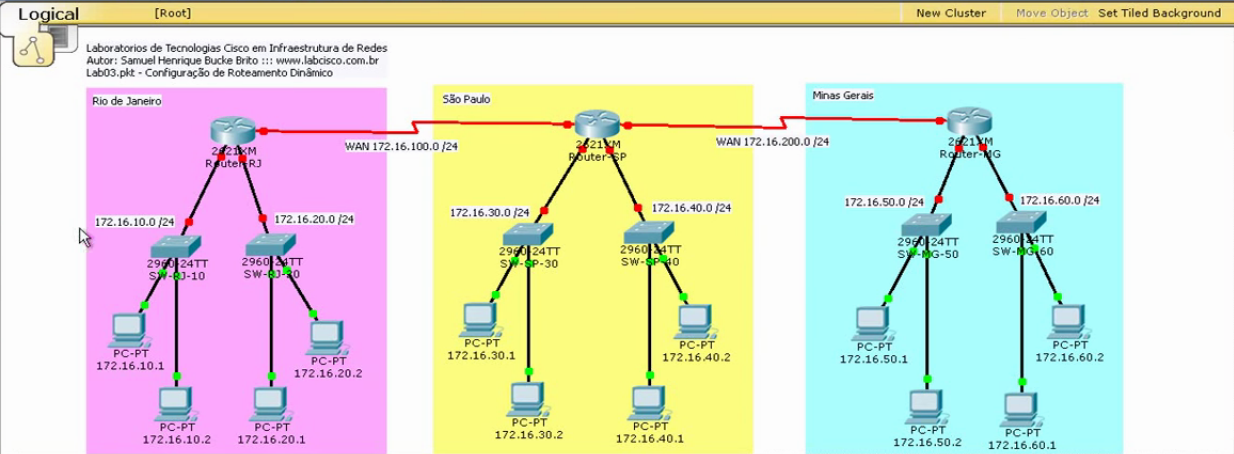 Logical
[Root]
New Cluster
Move Object
Set Tiled Background
Laboratorios de Tecnologias Cisco em Infraestrutura de Redes
Autor: Samuel Henrique Bucke Brito ::: www.labcisco.com.br
Lab03.pkt - Configuração de Roteamento Dinâmico
Rio de Janeiro
2621XM
Router-RJ
WAN 172.16.100.0 /24
172.16.10.0 /24
172.16.20.0 /24
2960-24TT
SW-RJ-10
2960-24TT
SW-RJ-20
PC-PT
172.16.10.1
PC-PT
172.16.20.2
PC-PT
172.16.10.2
PC-PT
172.16.20.1
São Paulo
2621XM
Router-SP
WAN 172.16.200.0 /24
172.16.30.0 /24
172.16.40.0 /24
2960-24TT
SW-SP-30
2960-24TT
SW-SP-40
PC-PT
172.16.30.1
PC-PT
172.16.40.2
PC-PT
172.16.30.2
PC-PT
172.16.40.1
Minas Gerais
2621XM
Router-MG
172.16.50.0 /24
172.16.60.0 /24
2960-24TT
SW-MG-50
2960-24TT
SW-MG-60
PC-PT
172.16.50.1
PC-PT
172.16.60.2
PC-PT
172.16.50.2
PC-PT
172.16.60.1